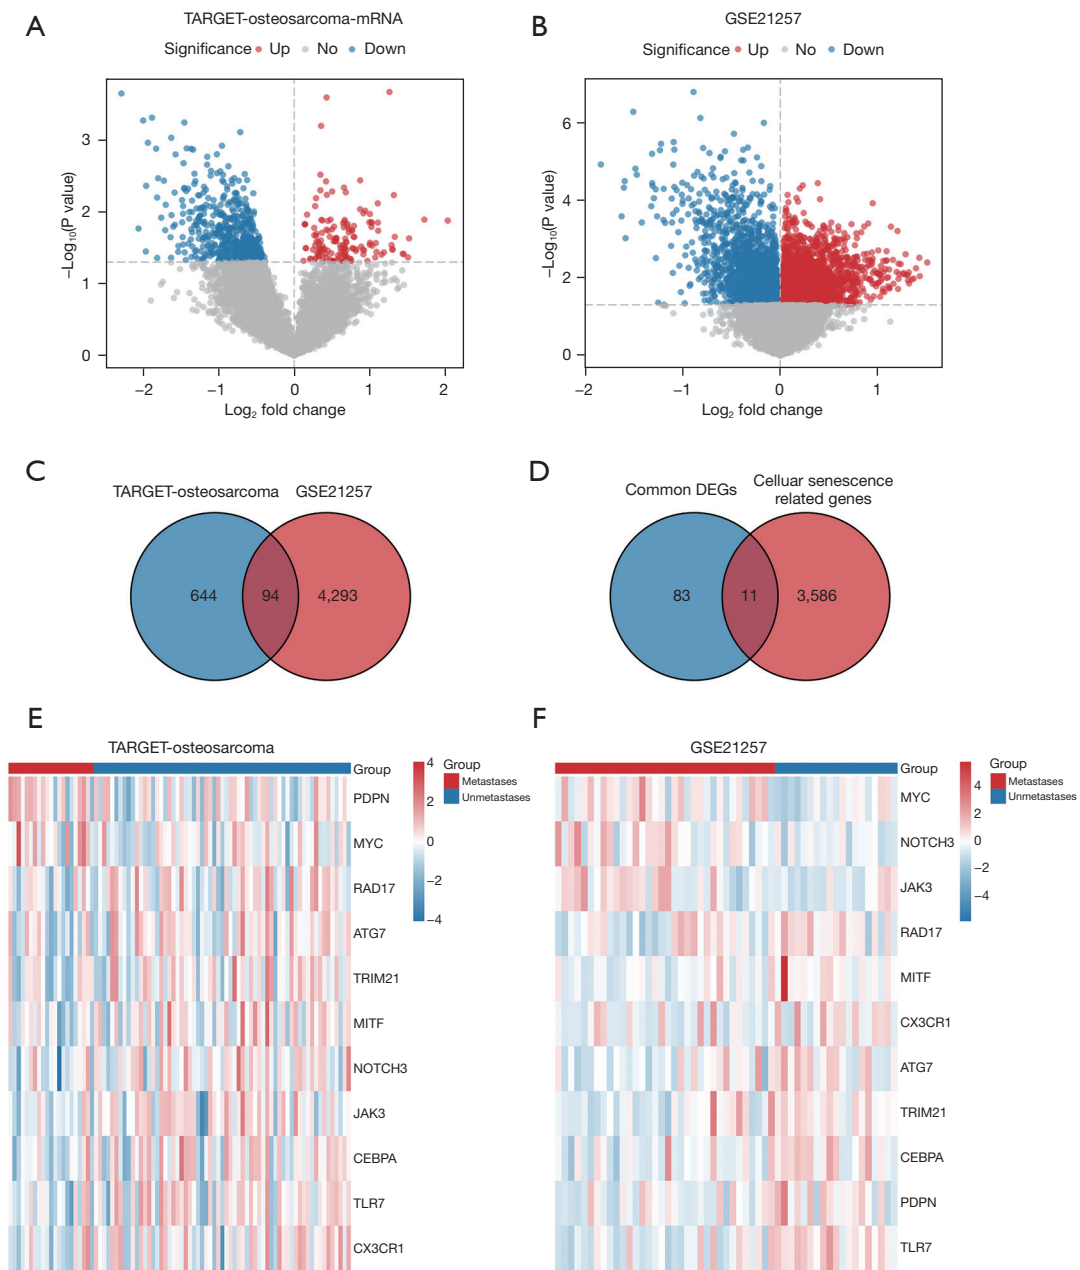 A
TARGET-osteosarcoma-mRNA
Significance Up No Down
3
2
1
0
−Log10(P value)
−2 −1 0 1 2
Log2 fold change
B
GSE21257
Significance Up No Down
6
4
2
0
−Log10(P value)
−2 −1 0 1
Log2 fold change
C
TARGET-osteosarcoma GSE21257
644 94 4,293
D
Common DEGs
Celluar senescence
related genes
83 11 3,586
E
TARGET-osteosarcoma
Group
PDPN
MYC
RAD17
ATG7
TRIM21
MITF
NOTCH3
JAK3
CEBPA
TLR7
CX3CR1
4
2
0
−2
−4
Group
Metastases
Unmetastases
F
GSE21257
Group
MYC
NOTCH3
JAK3
RAD17
MITF
CX3CR1
ATG7
TRIM21
CEBPA
PDPN
TLR7
4
2
0
−2
−4
Group
Metastases
Unmetastases